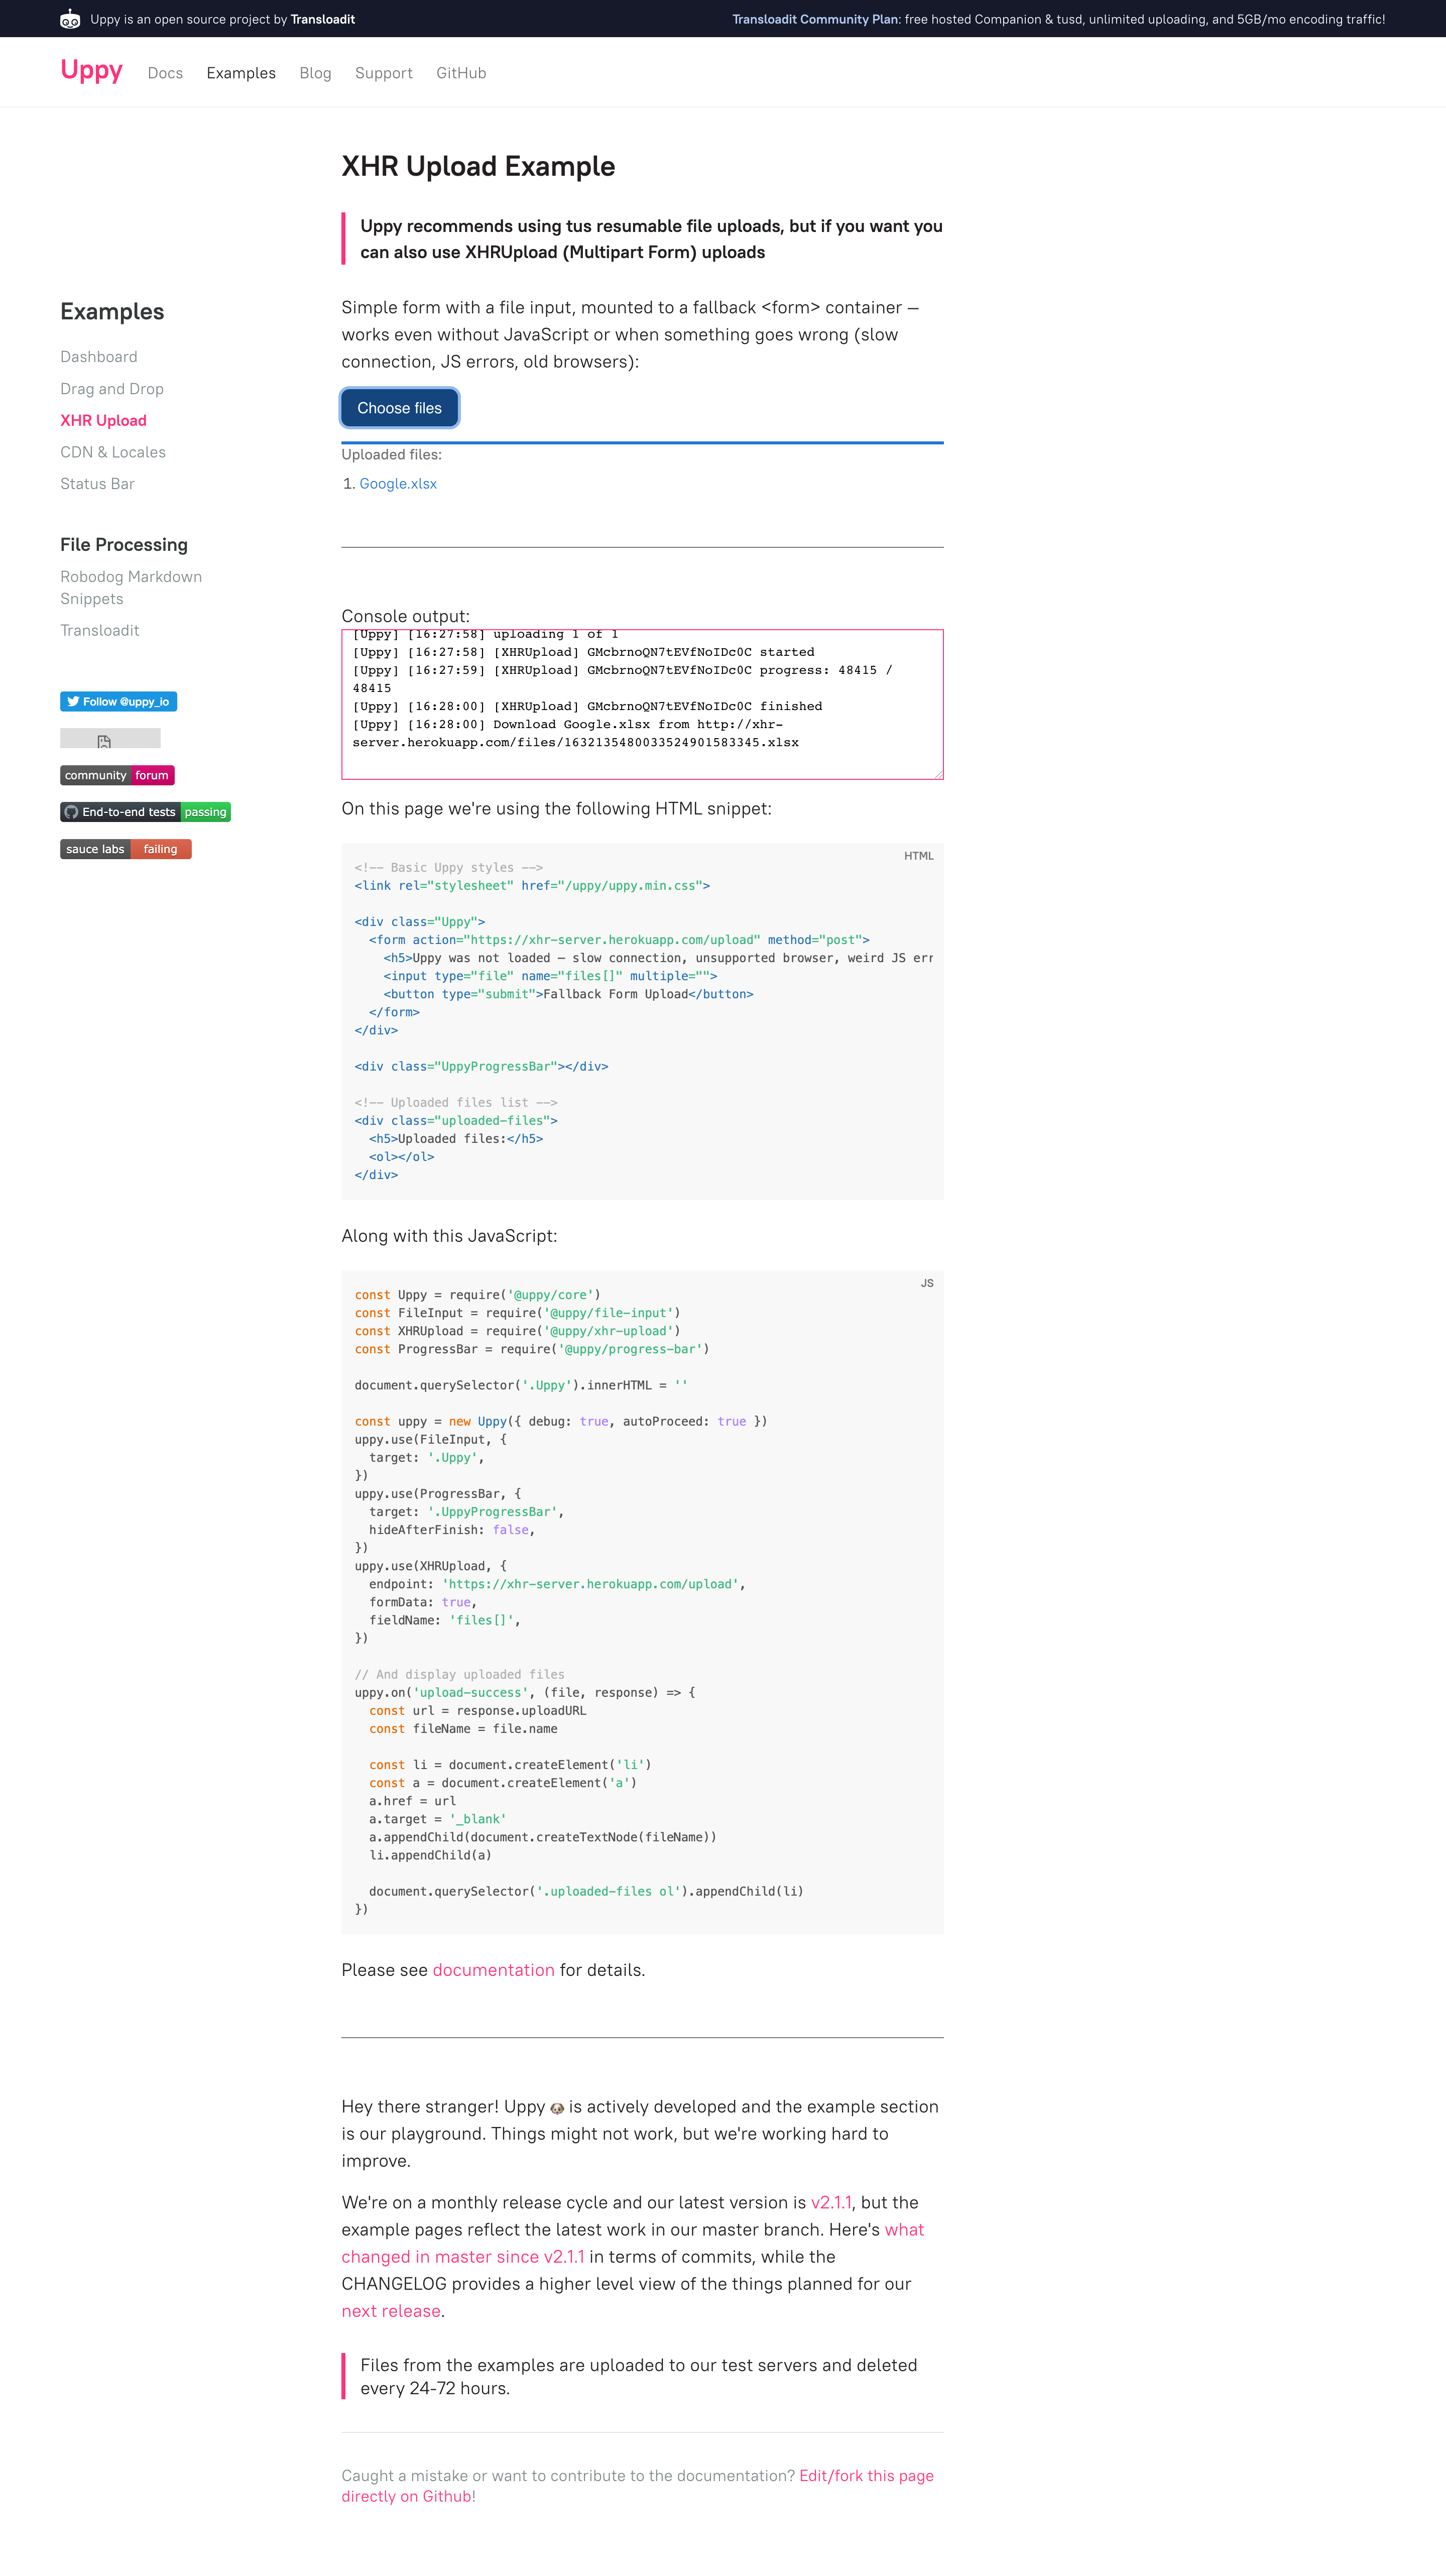 Uppy is an open source project by Transloadit
Transloadit Community Plan: free hosted Companion & tusd, unlimited uploading, and 5GB/mo encoding traffic!
Uppy Docs Examples Blog Support GitHub
XHR Upload Example
Uppy recommends using tus resumable file uploads, but if you want you
can also use XHRUpload (Multipart Form) uploads
Examples
Dashboard
Drag and Drop
XHR Upload
CDN & Locales
Status Bar
File Processing
Robodog Markdown
Snippets
Transloadit
Follow @uppy_io
community forum
End-to-end tests passing
sauce labs failing
Simple form with a file input, mounted to a fallback <form> container —
works even without JavaScript or when something goes wrong (slow
connection, JS errors, old browsers):
Choose files
Uploaded files:
1. Google.xlsx
Console output:
[Uppy] [16:27:58] uploading 1 of 1
[Uppy] [16:27:58] [XHRUpload] GMcbrnoQN7tEVfNoIDc0C started
[Uppy] [16:27:59] [XHRUpload] GMcbrnoQN7tEVfNoIDc0C progress: 48415 /
48415
[Uppy] [16:28:00] [XHRUpload] GMcbrnoQN7tEVfNoIDc0C finished
[Uppy] [16:28:00] Download Google.xlsx from http://xhr-
server.herokuapp.com/files/1632135480033524901583345.xlsx
On this page we're using the following HTML snippet:
HTML
<!-- Basic Uppy styles -->
<link rel="stylesheet" href="/uppy/uppy.min.css">
<div class="Uppy">
<form action="https://xhr-server.herokuapp.com/upload" method="post">
<h5>Uppy was not loaded — slow connection, unsupported browser, weird JS err
<input type="file" name="files[]" multiple="">
<button type="submit">Fallback Form Upload</button>
</form>
</div>
<div class="UppyProgressBar"></div>
<!-- Uploaded files list -->
<div class="uploaded-files">
<h5>Uploaded files:</h5>
<ol></ol>
</div>
Along with this JavaScript:
JS
const Uppy = require('@uppy/core')
const FileInput = require('@uppy/file-input')
const XHRUpload = require('@uppy/xhr-upload')
const ProgressBar = require('@uppy/progress-bar')
document.querySelector('.Uppy').innerHTML = ''
const uppy = new Uppy({ debug: true, autoProceed: true })
uppy.use(FileInput, {
target: '.Uppy',
})
uppy.use(ProgressBar, {
target: '.UppyProgressBar',
hideAfterFinish: false,
})
uppy.use(XHRUpload, {
endpoint: 'https://xhr-server.herokuapp.com/upload',
formData: true,
fieldName: 'files[]',
})
// And display uploaded files
uppy.on('upload-success', (file, response) => {
const url = response.uploadURL
const fileName = file.name
const li = document.createElement('li')
const a = document.createElement('a')
a.href = url
a.target = '_blank'
a.appendChild(document.createTextNode(fileName))
li.appendChild(a)
document.querySelector('.uploaded-files ol').appendChild(li)
})
Please see documentation for details.
Hey there stranger! Uppy 🐶 is actively developed and the example section
is our playground. Things might not work, but we're working hard to
improve.
We're on a monthly release cycle and our latest version is v2.1.1, but the
example pages reflect the latest work in our master branch. Here's what
changed in master since v2.1.1 in terms of commits, while the
CHANGELOG provides a higher level view of the things planned for our
next release.
Files from the examples are uploaded to our test servers and deleted
every 24-72 hours.
Caught a mistake or want to contribute to the documentation? Edit/fork this page
directly on Github!